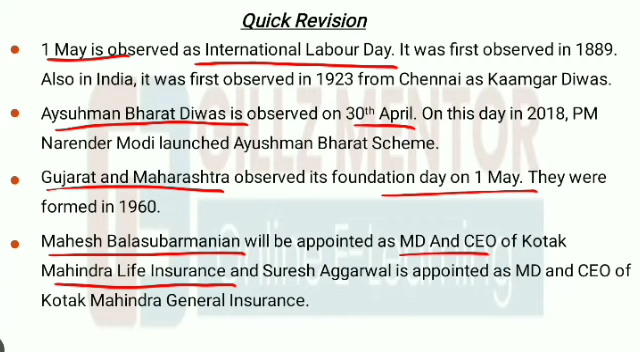 Quick Revision
1 May is observed as International Labour Day. It was first observed in 1889.
Also in India, it was first observed in 1923 from Chennai as Kaamgar Diwas.
Aysuhman Bharat Diwas is observed on 30th April. On this day in 2018, PM
Narender Modi launched Ayushman Bharat Scheme.
Gujarat and Maharashtra observed its foundation day on 1 May. They were
formed in 1960.
Mahesh Balasubarmanian will be appointed as MD And CEO of Kotak
Mahindra Life Insurance and Suresh Aggarwal is appointed as MD and CEO of
Kotak Mahindra General Insurance.
GILLZ MENTOR
Online E-Learning